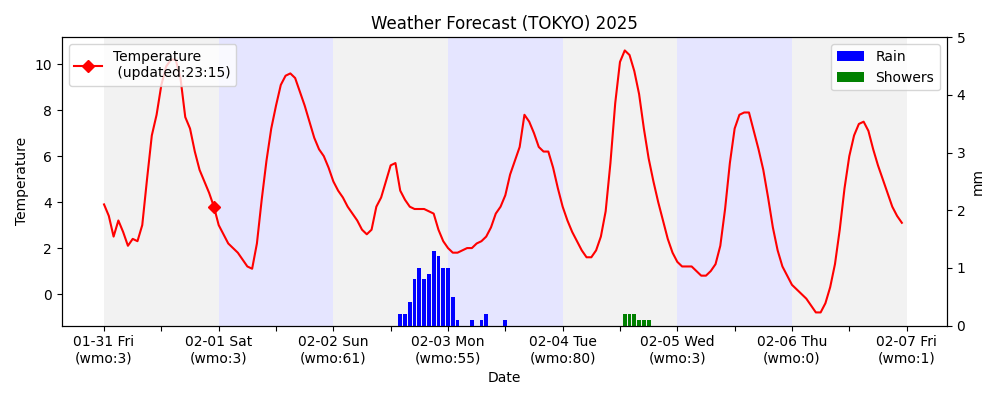 Weather Forecast (TOKYO) 2025
Temperature
(updated:23:15)
Rain
Showers
Temperature
10
8
6
4
2
0
5
4
3
2
1
0
mm
01-31 Fri
(wmo:3)
02-01 Sat
(wmo:3)
02-02 Sun
(wmo:61)
02-03 Mon
(wmo:55)
02-04 Tue
(wmo:80)
02-05 Wed
(wmo:3)
02-06 Thu
(wmo:0)
02-07 Fri
(wmo:1)
Date